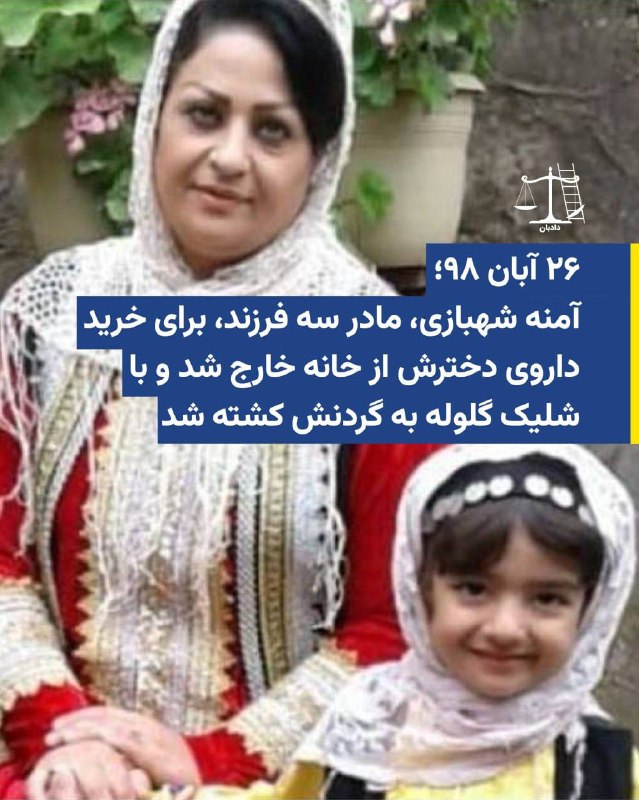 دادبان
۲۶ آبان ۹۸؛
آمنه شهبازی، مادر سه فرزند، برای خرید
داروی دخترش از خانه خارج شد و با
شلیک گلوله به گردنش کشته شد